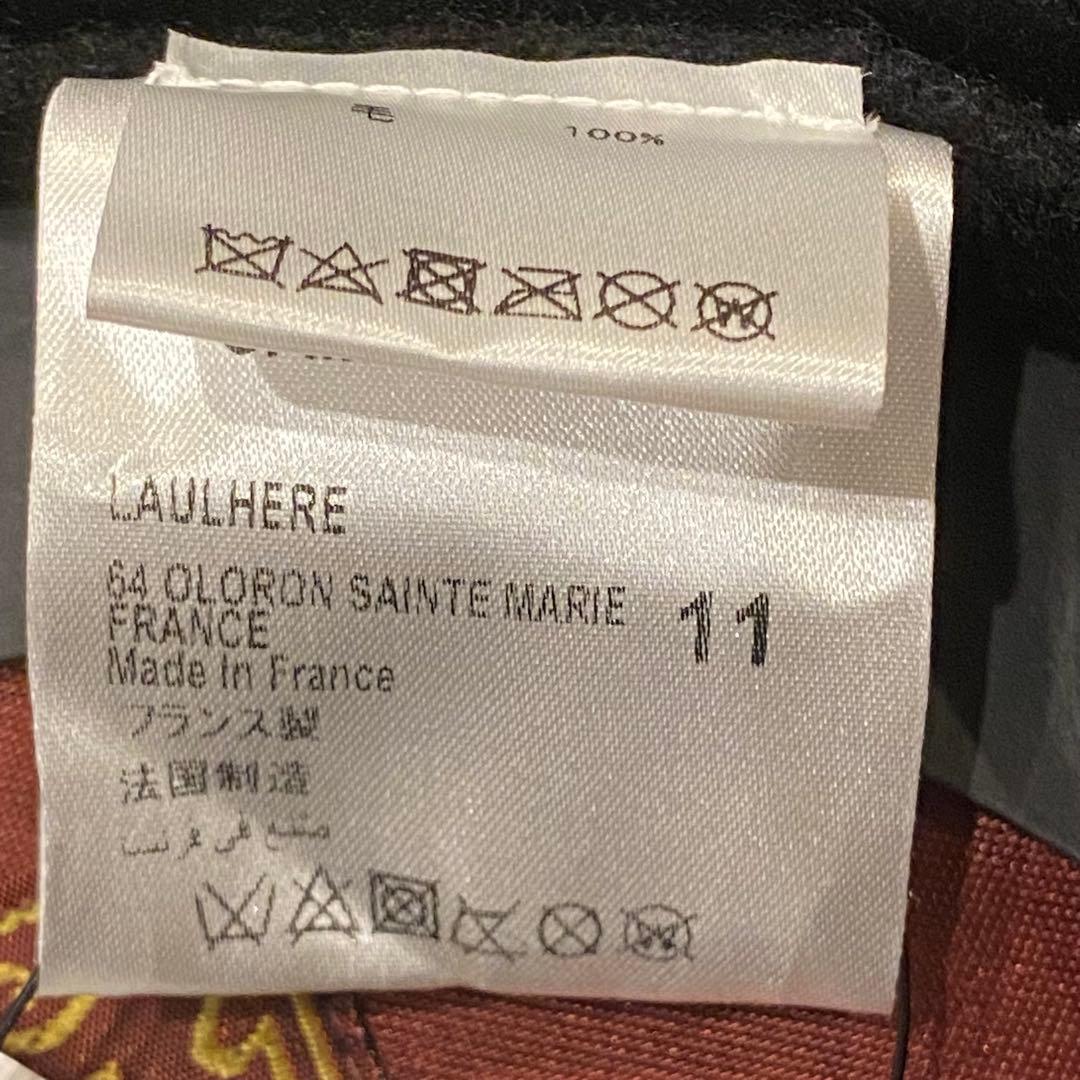 毛 100%
LAULHERE
64 OLORON SAINTE MARIE
FRANCE
11
Made In France
フランス製
法国制造
صنع في فرنسا